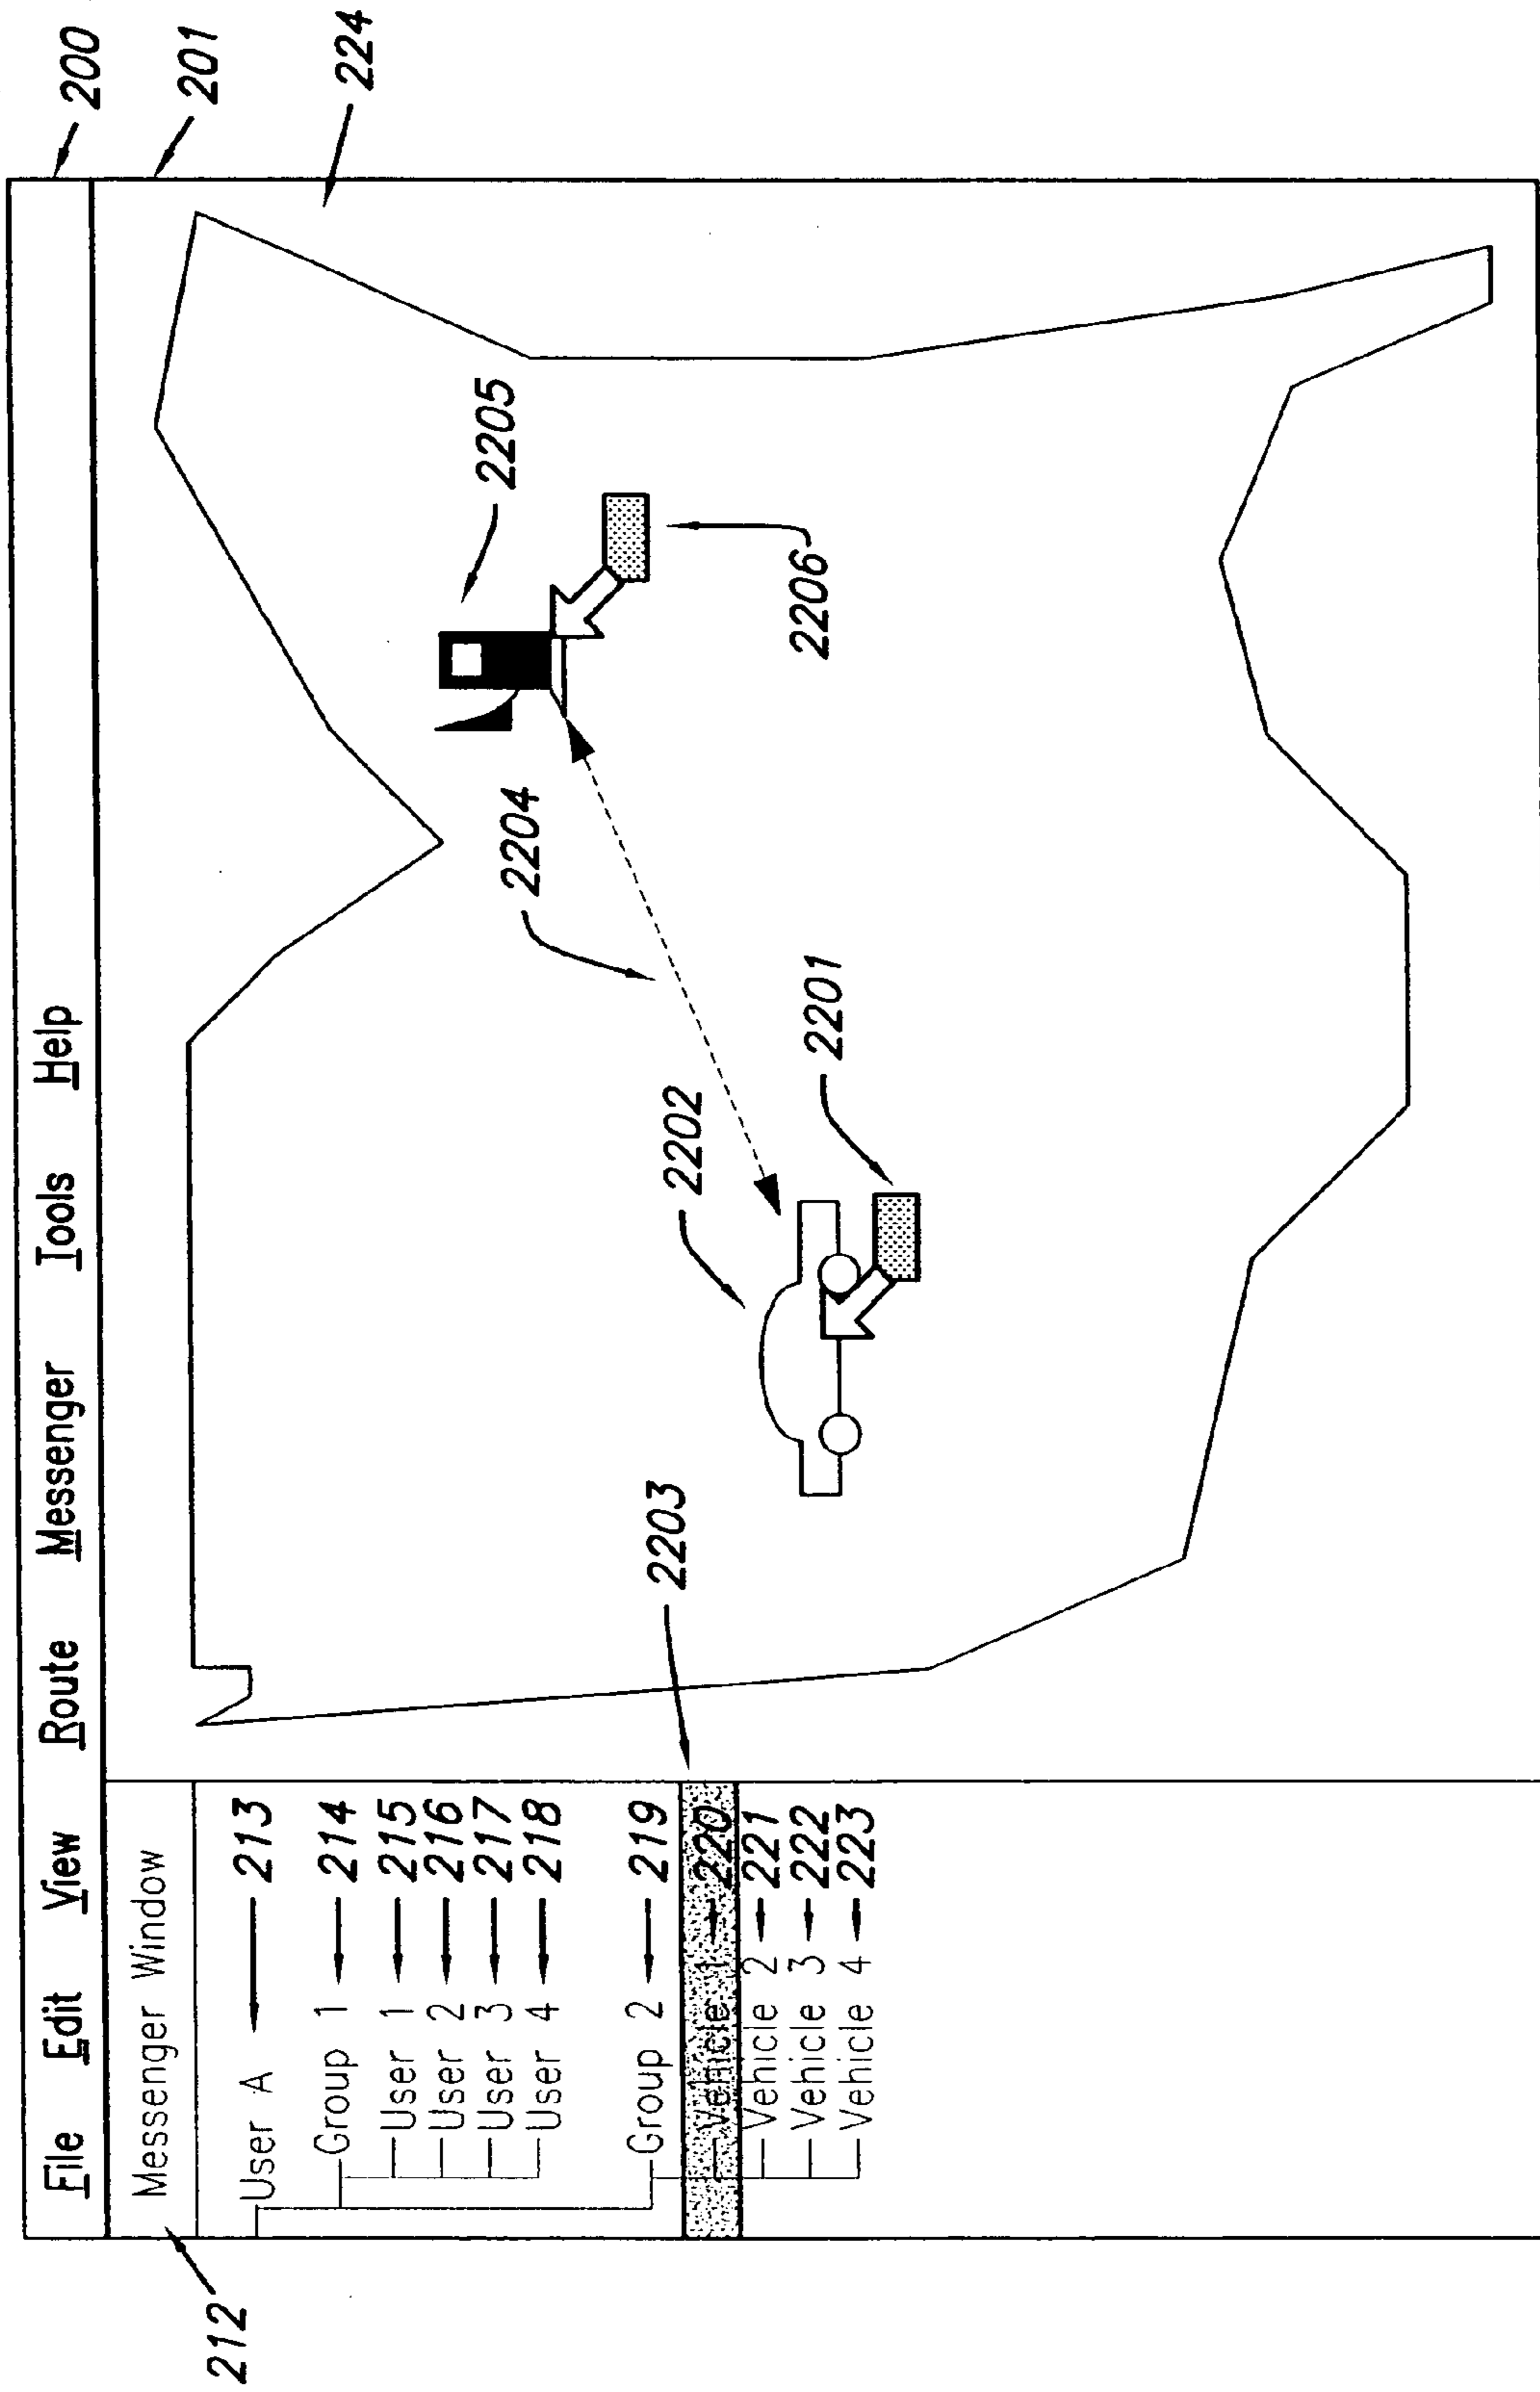 File Edit View Route Messenger Tools Help
200
201
212
Messenger Window
224
User A 213
Group 1 214
User 1 215
User 2 216
User 3 217
User 4 218
Group 2 219
Vehicle 1 220
Vehicle 2 221
Vehicle 3 222
Vehicle 4 223
2203
2202
2201
2204
2205
2206